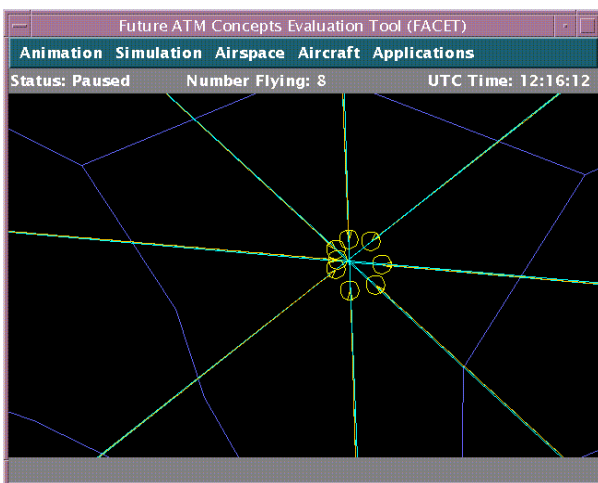 Future ATM Concepts Evaluation Tool (FACET)
Animation Simulation Airspace Aircraft Applications
Status: Paused Number Flying: 8 UTC Time: 12:16:12